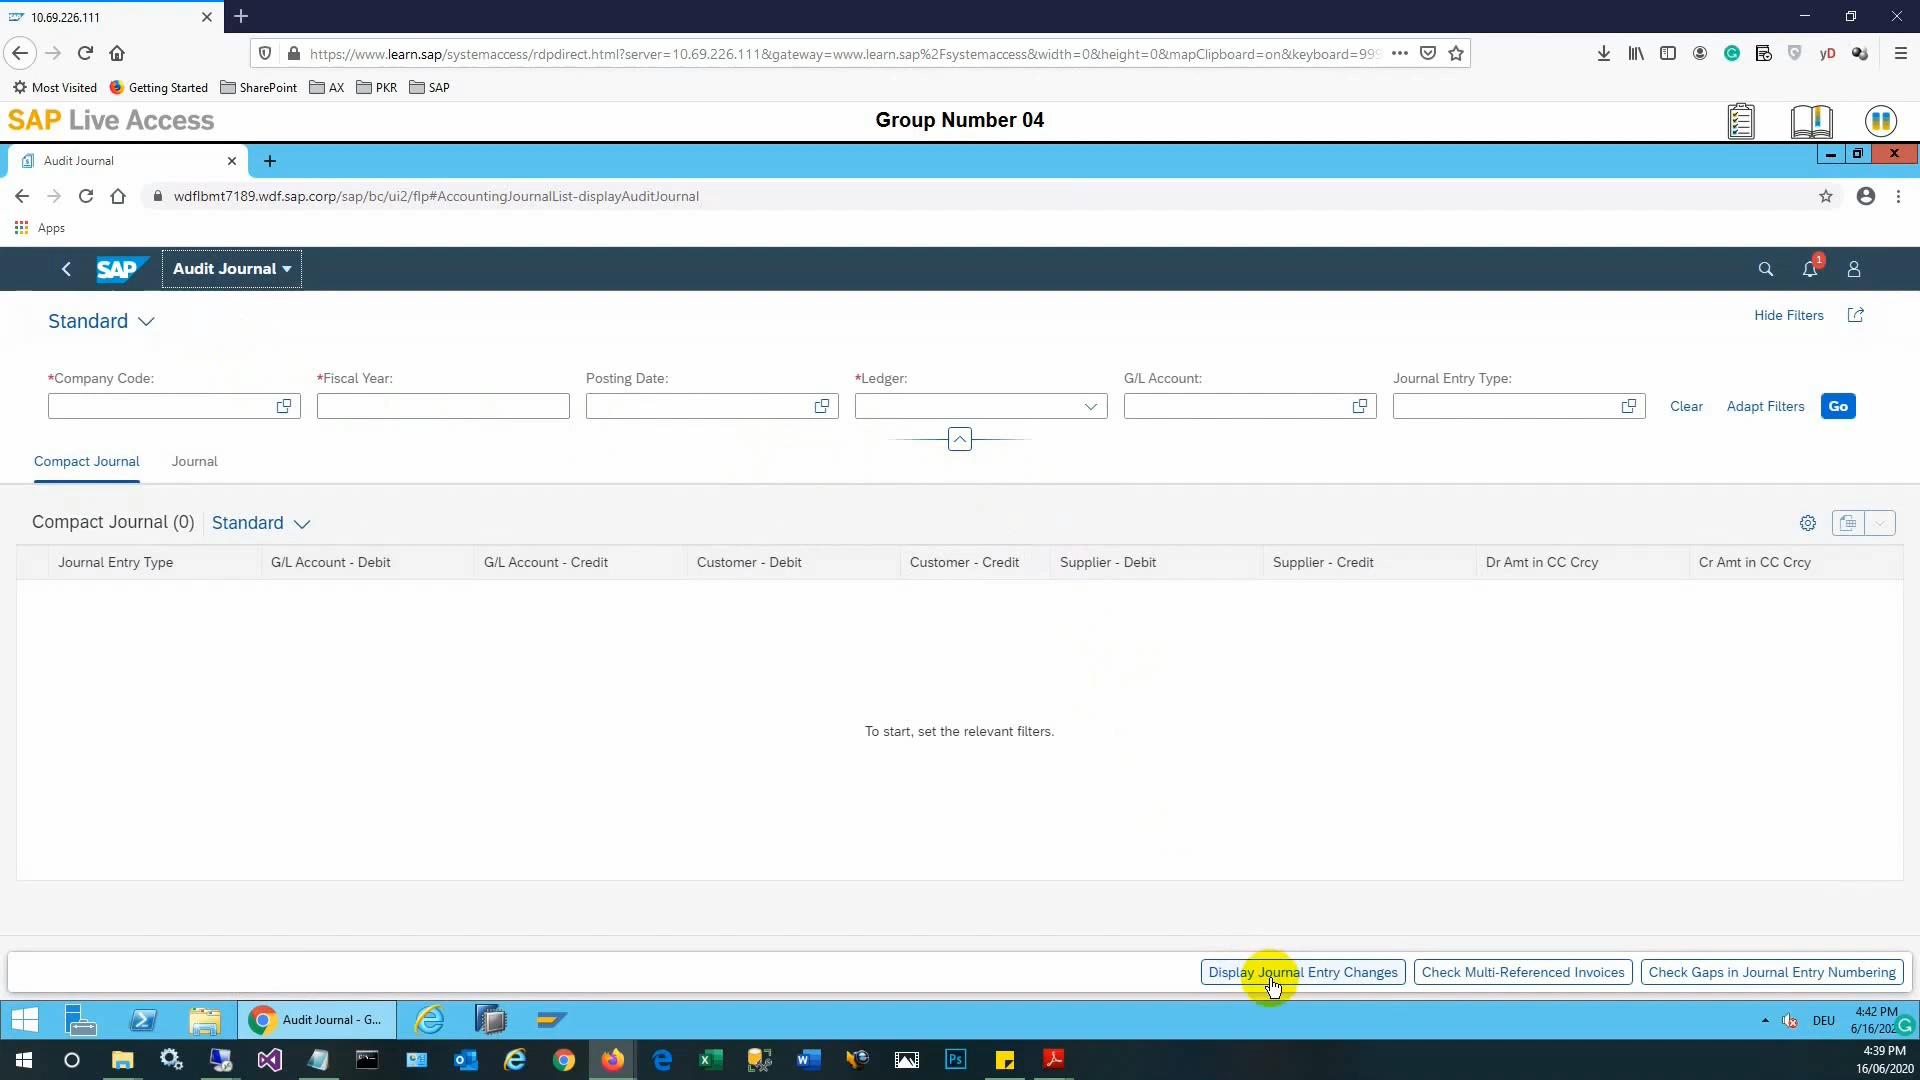 10.69.226.111
https://www.learn.sap/systemaccess/rdpdirect.html?server=10.69.226.111&gateway=www.learn.sap%2Fsystemaccess&width=0&height=0&mapClipboard=on&keyboard=999
Most Visited Getting Started SharePoint AX PKR SAP
SAP Live Access Group Number 04
Audit Journal
wdflbmt7189.wdf.sap.corp/sap/bc/ui2/flp#AccountingJournalList-displayAuditJournal
Apps
SAP Audit Journal 1
Standard Hide Filters
*Company Code: *Fiscal Year: Posting Date: *Ledger: G/L Account: Journal Entry Type:
Clear Adapt Filters Go
Compact Journal Journal
Compact Journal (0) Standard
Journal Entry Type G/L Account - Debit G/L Account - Credit Customer - Debit Customer - Credit Supplier - Debit Supplier - Credit Dr Amt in CC Crcy Cr Amt in CC Crcy
To start, set the relevant filters.
Display Journal Entry Changes Check Multi-Referenced Invoices Check Gaps in Journal Entry Numbering
Audit Journal - G... DEU 4:42 PM
4:39 PM
16/06/2020